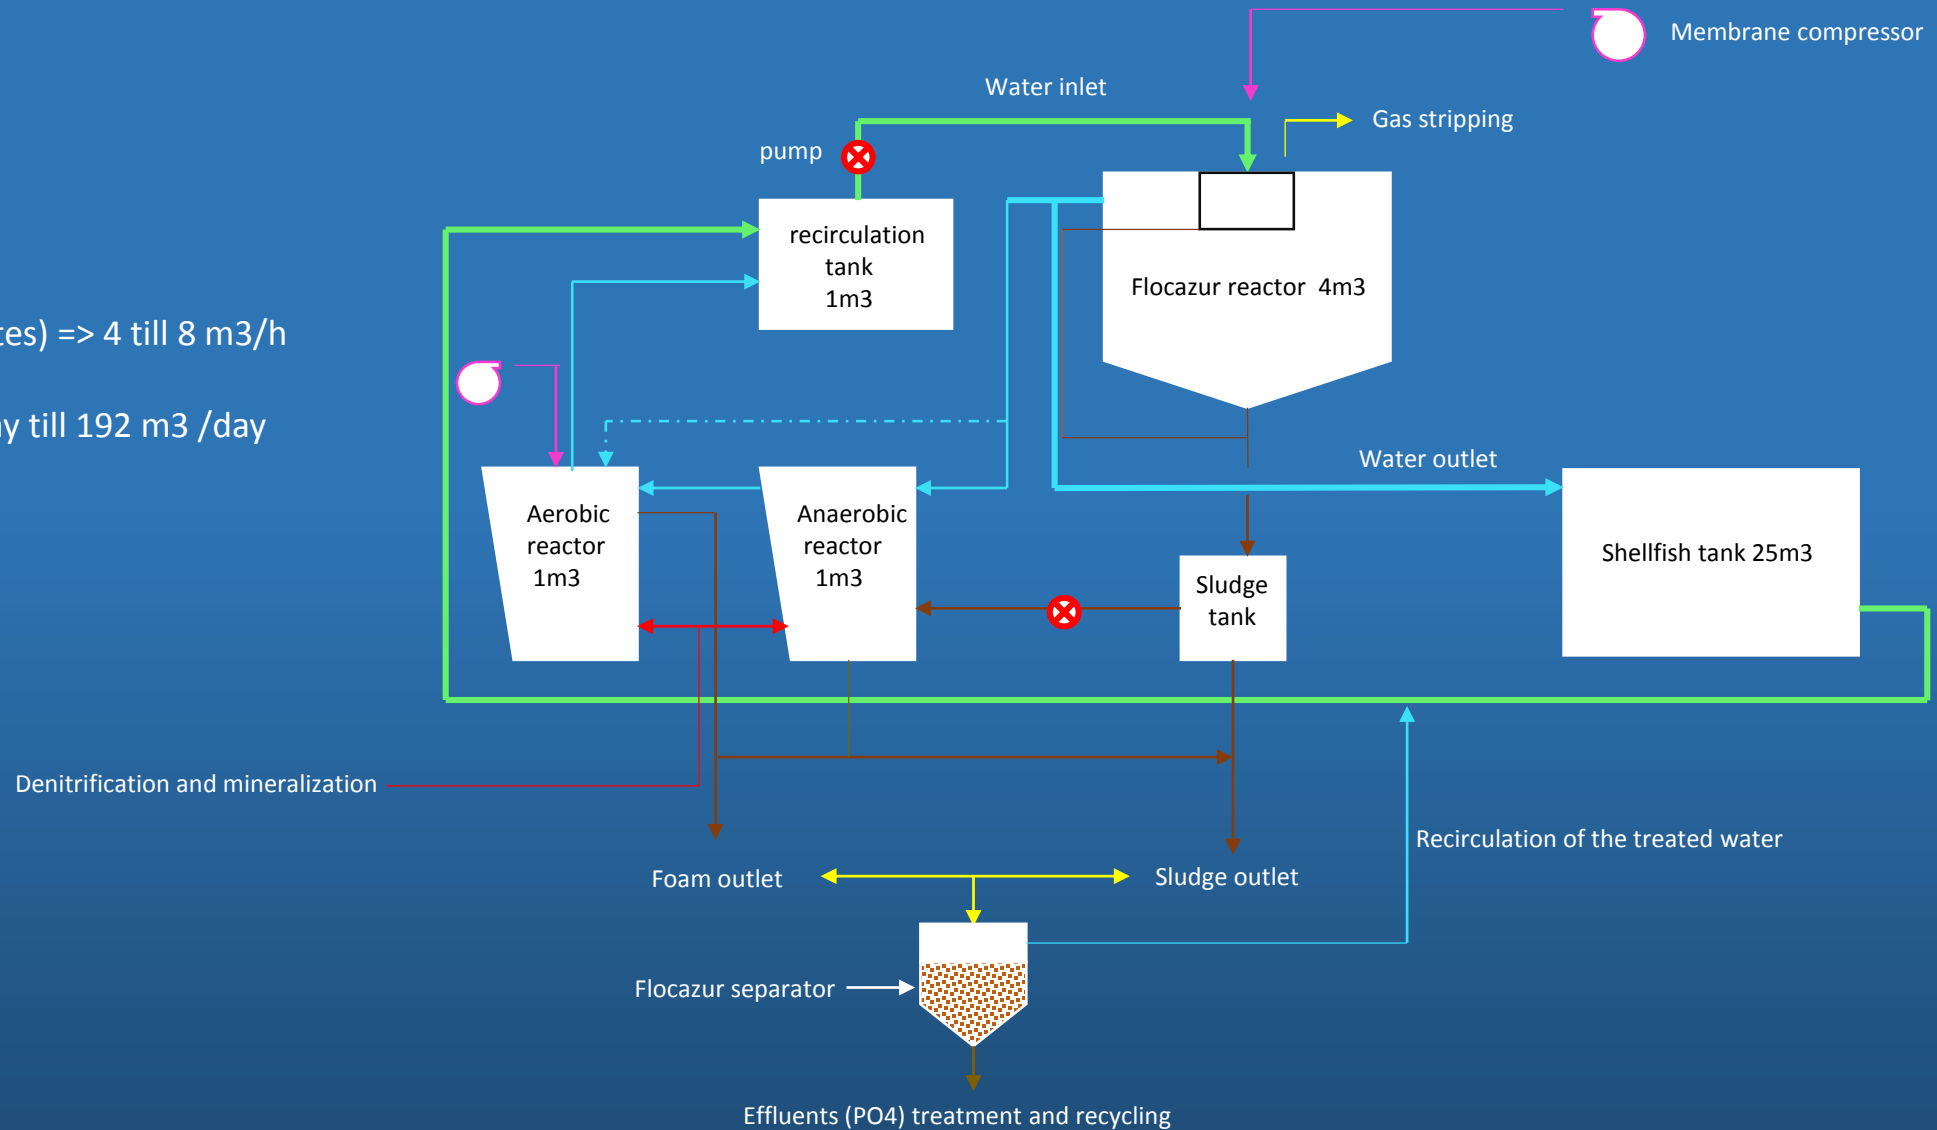 Membrane compressor
Water inlet
Gas stripping
pump
recirculation
tank
1m3
Flocazur reactor 4m3
=> 4 till 8 m3/h
till 192 m3 /day
Water outlet
Aerobic
reactor
1m3
Anaerobic
reactor
1m3
Shellfish tank 25m3
Sludge
tank
Denitrification and mineralization
Recirculation of the treated water
Foam outlet
Sludge outlet
Flocazur separator
Effluents (PO4) treatment and recycling